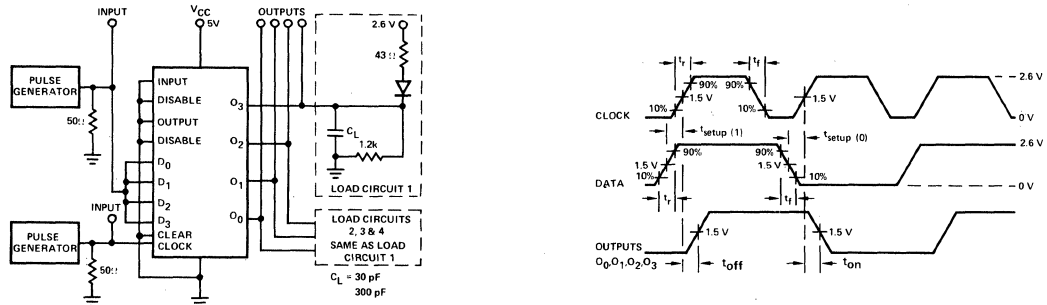 INPUT
VCC
5V
OUTPUTS
2.6 V
43 Ω
PULSE
GENERATOR
50Ω
INPUT
DISABLE
OUTPUT
DISABLE
D0
D1
D2
D3
CLEAR
CLOCK
O3
O2
O1
O0
CL
1.2k
LOAD CIRCUIT 1
INPUT
PULSE
GENERATOR
50Ω
LOAD CIRCUITS
2, 3 & 4
SAME AS LOAD
CIRCUIT 1
CL = 30 pF
300 pF
tr
tf
90%
90%
10%
1.5 V
10%
1.5 V
2.6 V
0 V
CLOCK
tsetup (1)
tsetup (0)
90%
90%
1.5 V
1.5 V
10%
10%
2.6 V
0 V
DATA
tr
tf
1.5 V
1.5 V
OUTPUTS
O0,O1,O2,O3
toff
ton